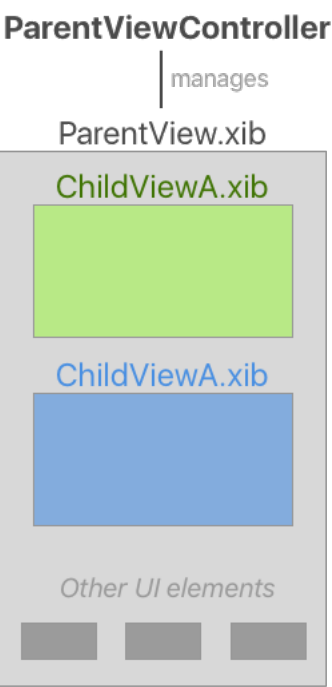 ParentViewController
manages
ParentView.xib
ChildViewA.xib
ChildViewA.xib
Other UI elements